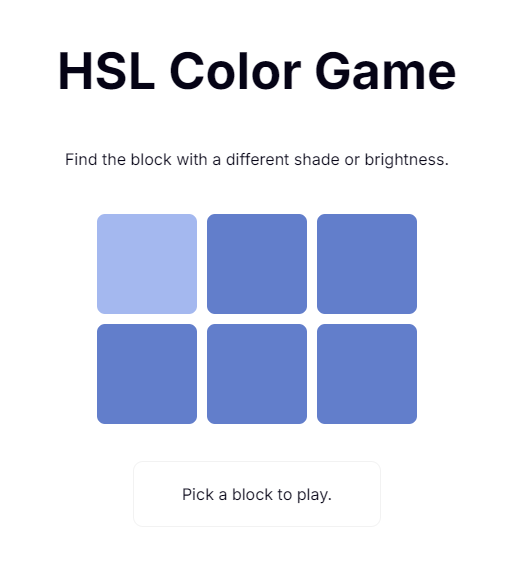 HSL Color Game
Find the block with a different shade or brightness.
Pick a block to play.